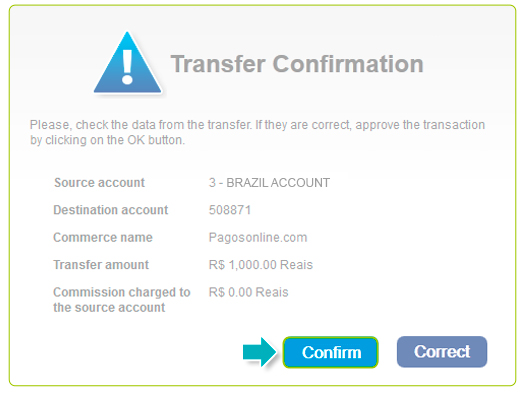 Transfer Confirmation
Please, check the data from the transfer. If they are correct, approve the transaction
by clicking on the OK button.
Source account 3 - BRAZIL ACCOUNT
Destination account 508871
Commerce name Pagosonline.com
Transfer amount R$ 1,000.00 Reais
Commission charged to R$ 0.00 Reais
the source account
Confirm Correct